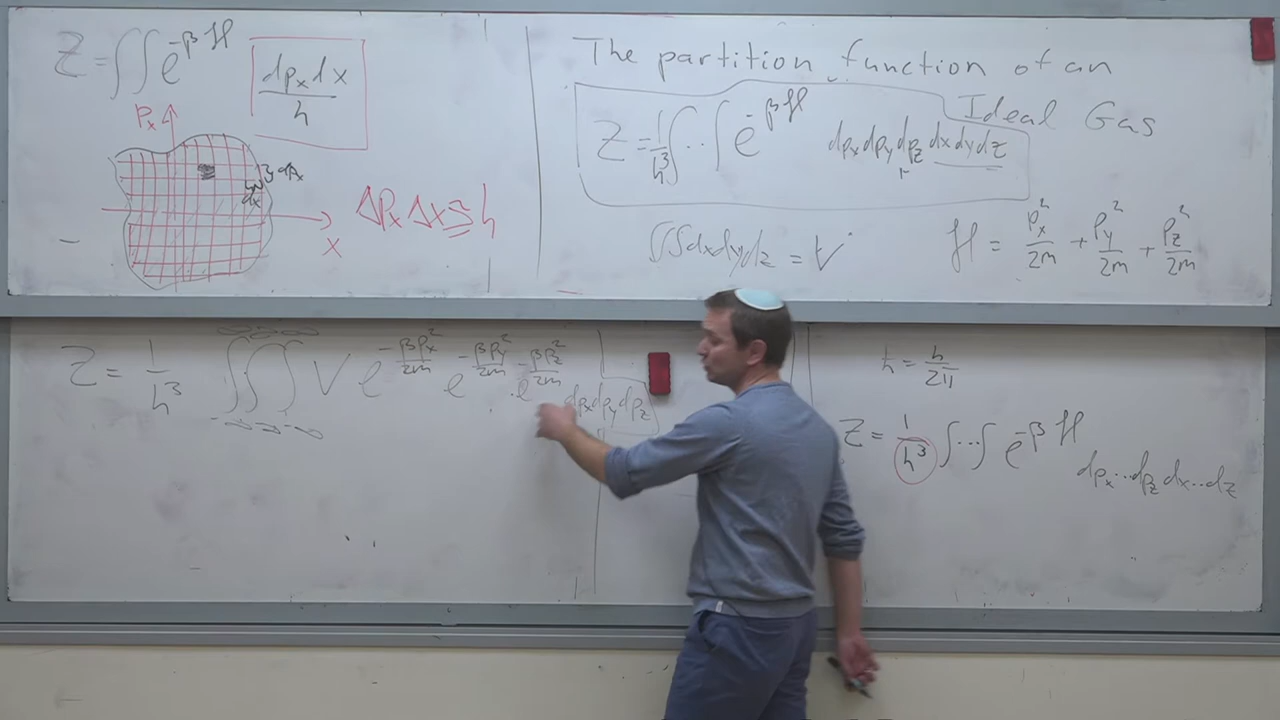 Z = ∫∫ e^{-βH} dp_x dx / h
P_x
dp_x
dx
x
Δp_x Δx ≥ h
The partition function of an
Ideal Gas
Z = 1/h³ ∫..∫ e^{-βH} dp_x dp_y dp_z dx dy dz
∫∫∫ dx dy dz = V
H = p_x²/2m + p_y²/2m + p_z²/2m
Z = 1/h³ ∫∫∫ V e^{-βp_x²/2m} e^{-βp_y²/2m} e^{-βp_z²/2m} dp_x dp_y dp_z
ħ = h/2π
Z = 1/h³ ∫...∫ e^{-βH} dp_x...dp_z dx...dz